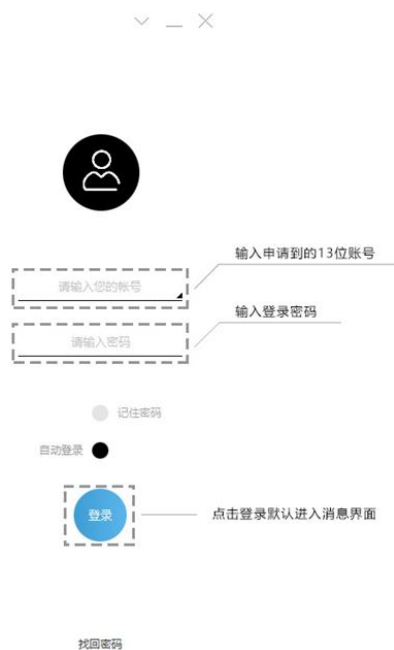 输入申请到的13位账号
请输入您的帐号
输入登录密码
请输入密码
记住密码
自动登录
登录
点击登录默认进入消息界面
找回密码